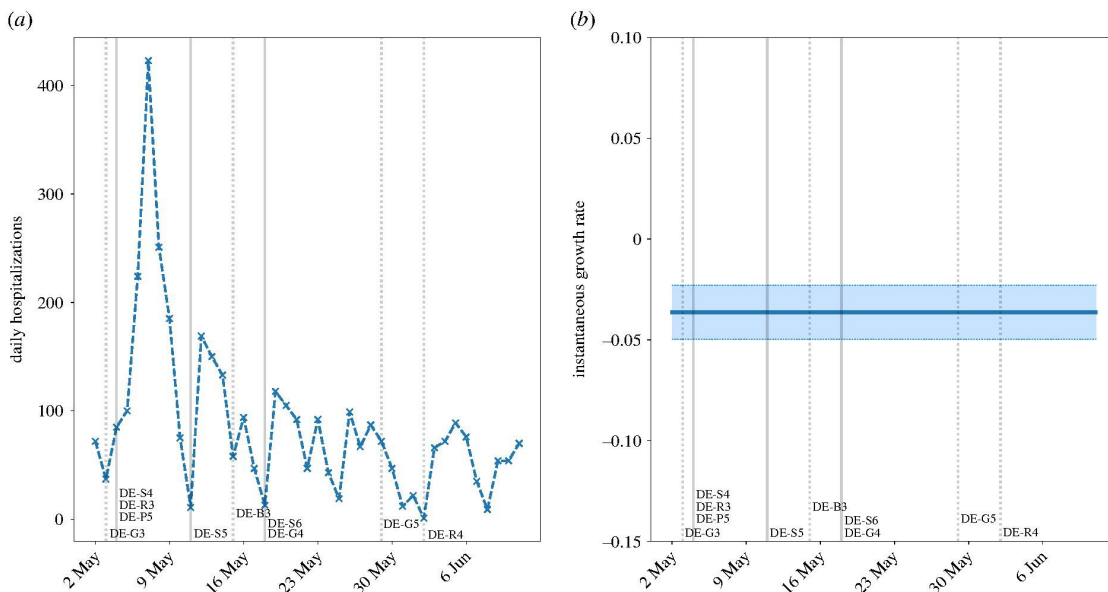 (a)
daily hospitalizations
400
300
200
100
0
DE-S4
DE-R3
DE-P5
DE-G3
DE-S5
DE-B3
DE-S6
DE-G4
DE-G5
DE-R4
2 May
9 May
16 May
23 May
30 May
6 Jun
(b)
instantaneous growth rate
0.10
0.05
0
–0.05
–0.10
–0.15
DE-S4
DE-R3
DE-P5
DE-G3
DE-S5
DE-B3
DE-S6
DE-G4
DE-G5
DE-R4
2 May
9 May
16 May
23 May
30 May
6 Jun